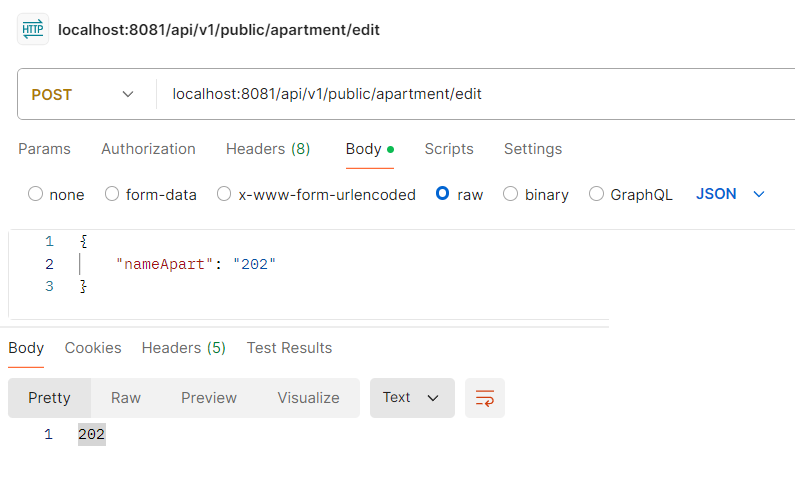 HTTP localhost:8081/api/v1/public/apartment/edit
POST localhost:8081/api/v1/public/apartment/edit
Params Authorization Headers (8) Body Scripts Settings
none form-data x-www-form-urlencoded raw binary GraphQL JSON
1 {
2 "nameApart": "202"
3 }
Body Cookies Headers (5) Test Results
Pretty Raw Preview Visualize Text
1 202